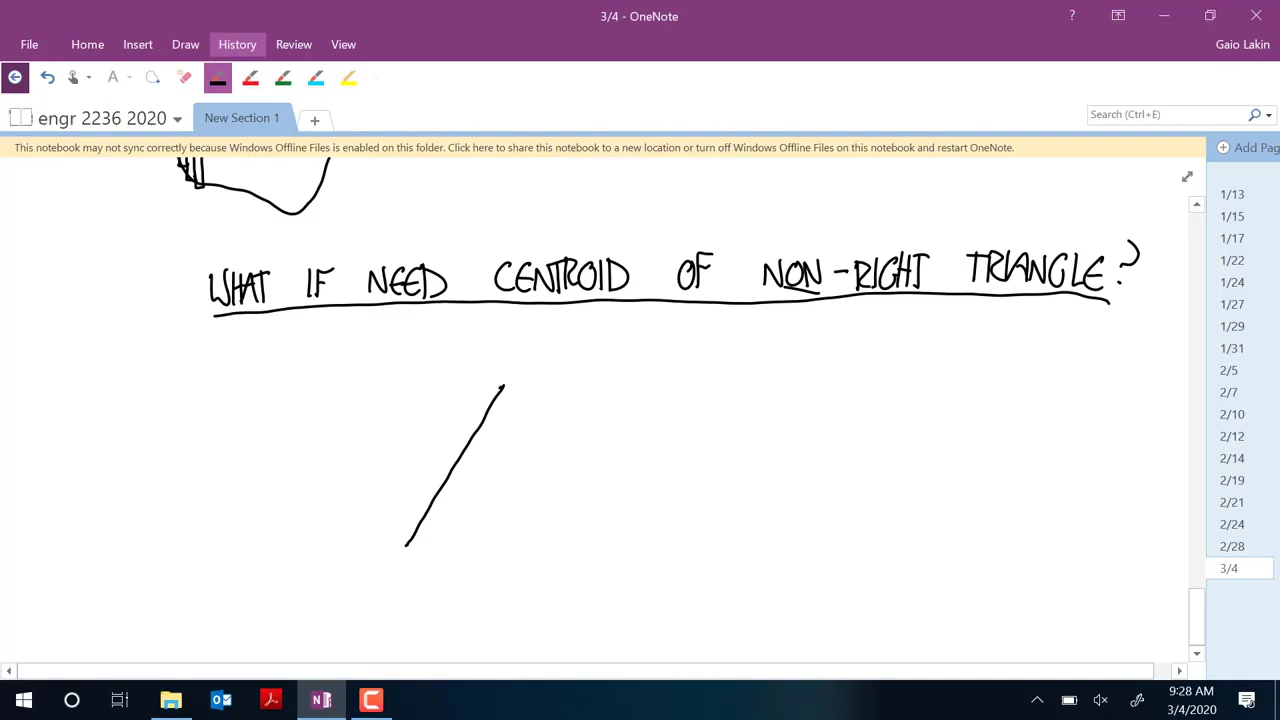 3/4 - OneNote
?
File Home Insert Draw History Review View
Gaio Lakin
A
engr 2236 2020
New Section 1
+
Search (Ctrl+E)
This notebook may not sync correctly because Windows Offline Files is enabled on this folder. Click here to share this notebook to a new location or turn off Windows Offline Files on this notebook and restart OneNote.
Add Pag
1/13
1/15
1/17
1/22
1/24
1/27
1/29
1/31
2/5
2/7
2/10
2/12
2/14
2/19
2/21
2/24
2/28
3/4
WHAT IF NEED CENTROID OF NON-RIGHT TRIANGLE?
9:28 AM
3/4/2020